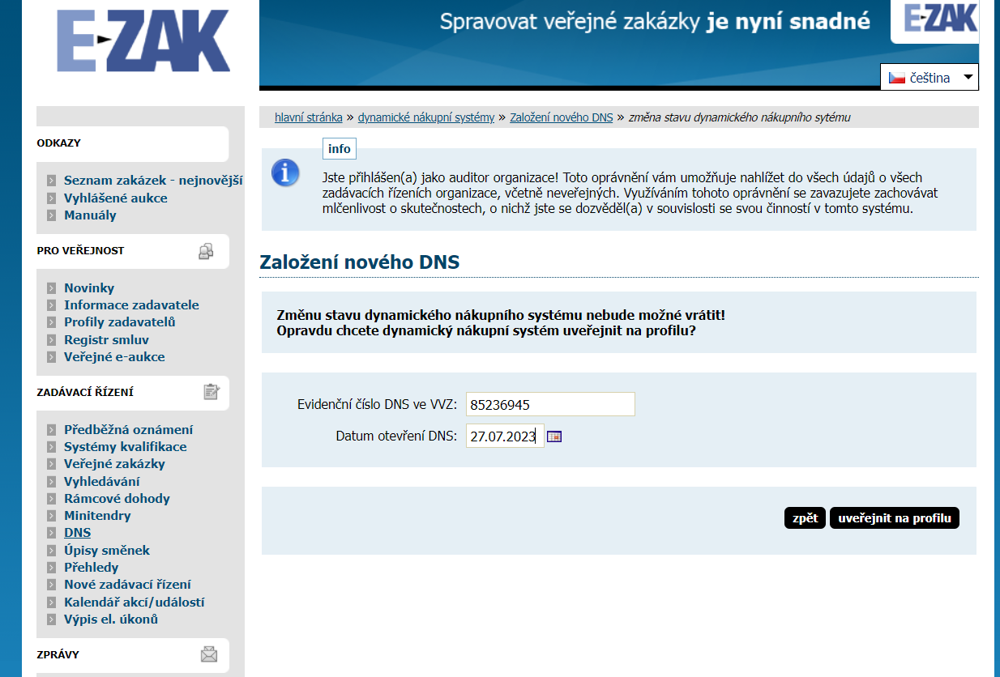 E-ZAK
Spravovat veřejné zakázky je nyní snadné
E-ZAK
čeština
ODKAZY
Seznam zakázek - nejnovější
Vyhlášené aukce
Manuály
PRO VEŘEJNOST
Novinky
Informace zadavatele
Profily zadavatelů
Registr smluv
Veřejné e-aukce
ZADÁVACÍ ŘÍZENÍ
Předběžná oznámení
Systémy kvalifikace
Veřejné zakázky
Vyhledávání
Rámcové dohody
Minitendry
DNS
Úpisy směnek
Přehledy
Nové zadávací řízení
Kalendář akcí/událostí
Výpis el. úkonů
ZPRÁVY
hlavní stránka » dynamické nákupní systémy » Založení nového DNS » změna stavu dynamického nákupního sytému
info
Jste přihlášen(a) jako auditor organizace! Toto oprávnění vám umožňuje nahlížet do všech údajů o všech
zadávacích řízeních organizace, včetně neveřejných. Využíváním tohoto oprávnění se zavazujete zachovávat
mlčenlivost o skutečnostech, o nichž jste se dozvěděl(a) v souvislosti se svou činností v tomto systému.
Založení nového DNS
Změnu stavu dynamického nákupního systému nebude možné vrátit!
Opravdu chcete dynamický nákupní systém uveřejnit na profilu?
Evidenční číslo DNS ve VVZ: 85236945
Datum otevření DNS: 27.07.2023
zpět uveřejnit na profilu